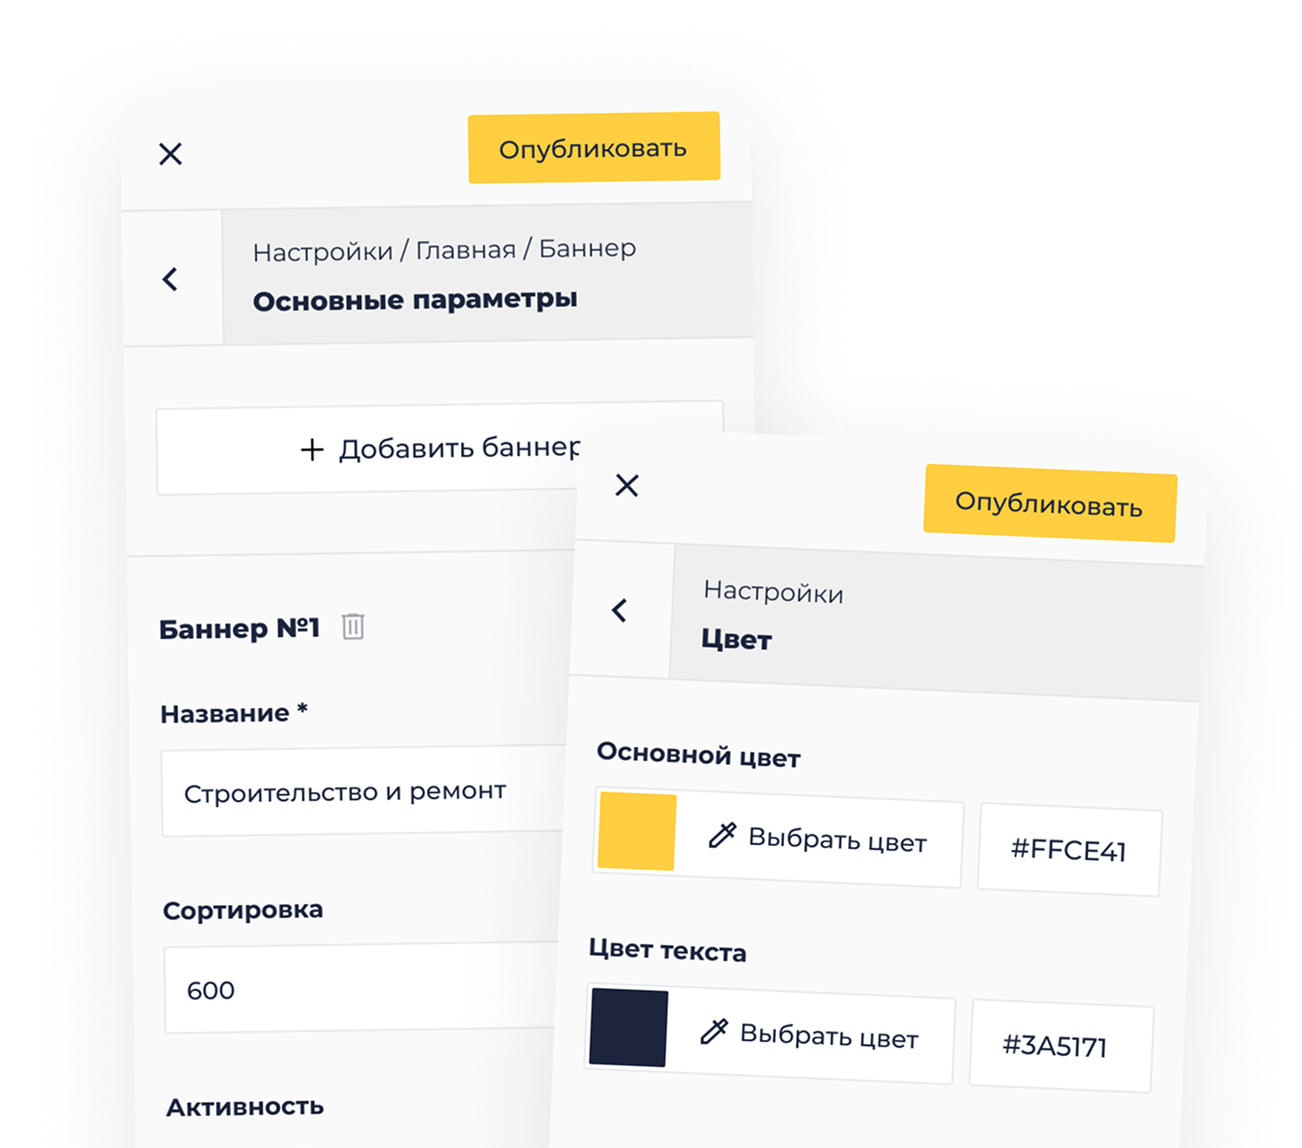 Опубликовать
Настройки / Главная / Баннер
Основные параметры
+ Добавить баннер
Баннер №1
Название *
Строительство и ремонт
Сортировка
600
Активность
Опубликовать
Настройки
Цвет
Основной цвет
Выбрать цвет
#FFCE41
Цвет текста
Выбрать цвет
#3A5171